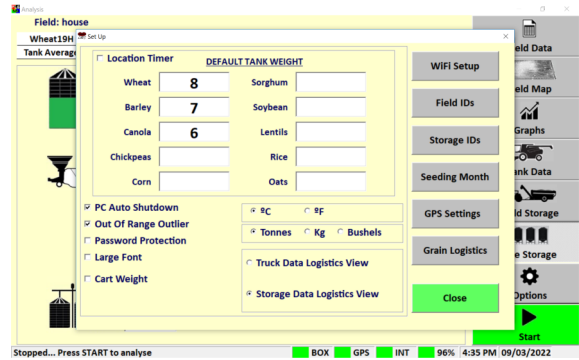 Analysis
Field: house
Wheat19H
Tank Average
Set Up
Location Timer
DEFAULT TANK WEIGHT
Wheat 8 Sorghum
Barley 7 Soybean
Canola 6 Lentils
Chickpeas Rice
Corn Oats
PC Auto Shutdown
Out Of Range Outlier
Password Protection
Large Font
Cart Weight
ºC ºF
Tonnes Kg Bushels
Truck Data Logistics View
Storage Data Logistics View
WiFi Setup
Field IDs
Storage IDs
Seeding Month
GPS Settings
Grain Logistics
Close
eld Data
eld Map
Graphs
nk Data
ld Storage
e Storage
Options
Start
Stopped... Press START to analyse BOX GPS INT 96% 4:35 PM 09/03/2022